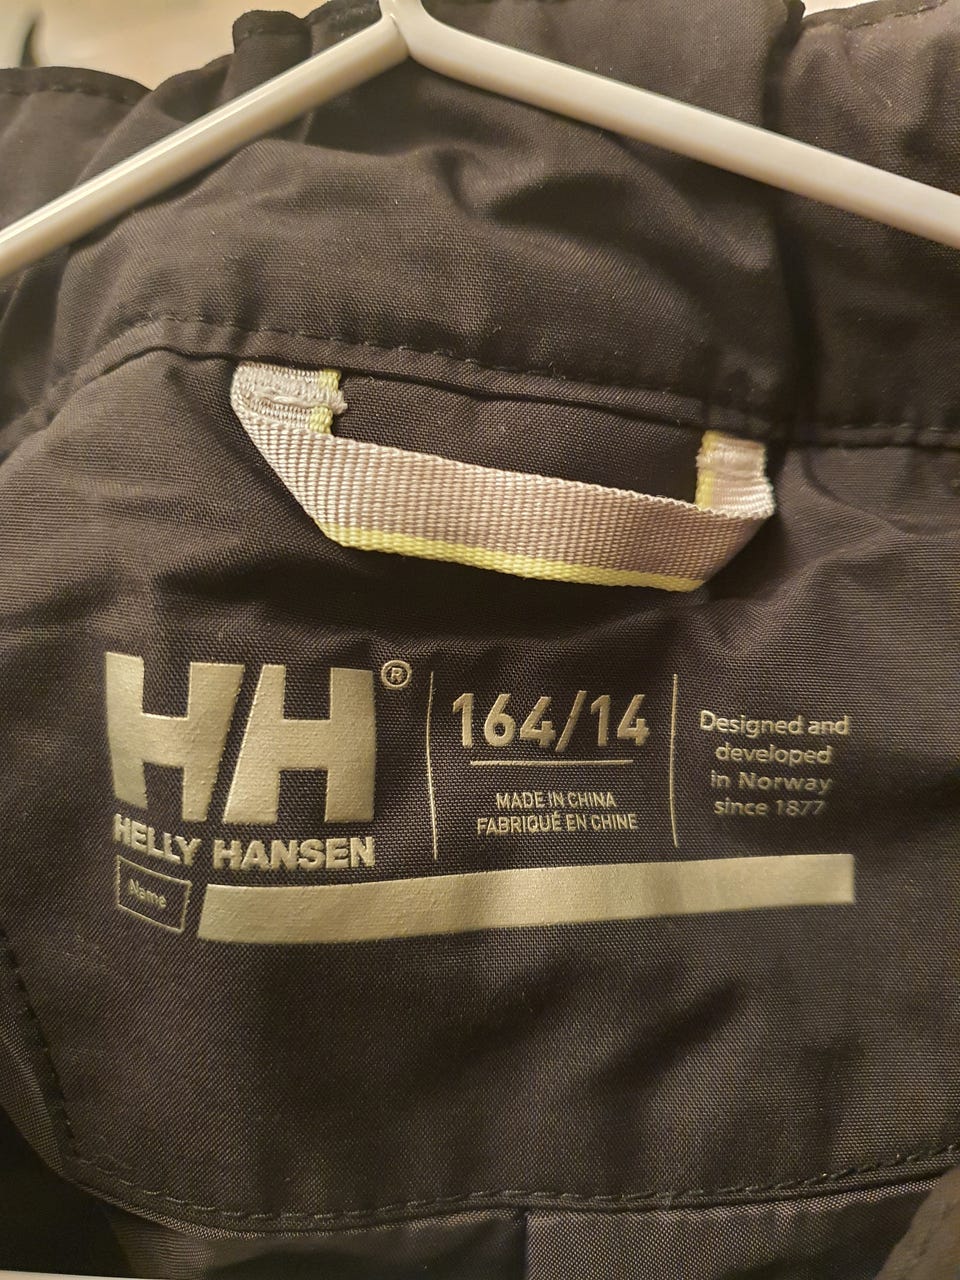 HH®
HELLY HANSEN
Name
164/14
MADE IN CHINA
FABRIQUÉ EN CHINE
Designed and
developed
in Norway
since 1877